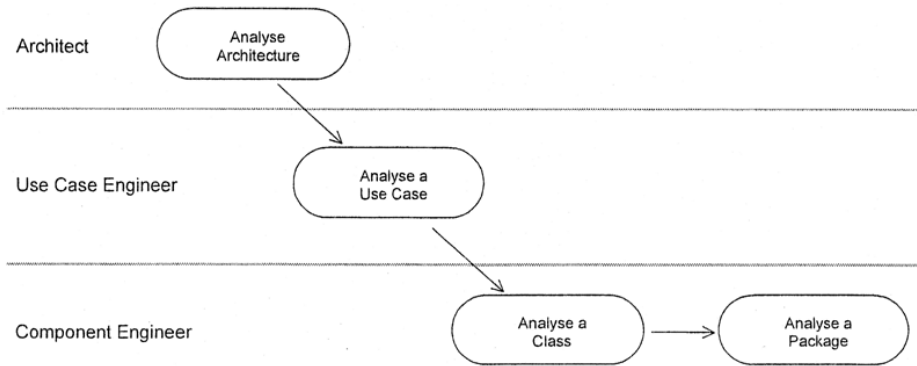 Architect
Analyse
Architecture
Use Case Engineer
Analyse a
Use Case
Component Engineer
Analyse a
Class
Analyse a
Package